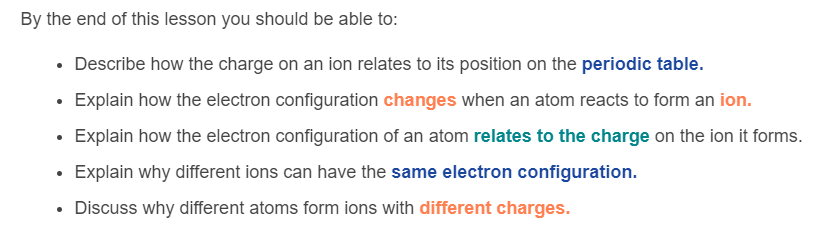 By the end of this lesson you should be able to:
• Describe how the charge on an ion relates to its position on the periodic table.
• Explain how the electron configuration changes when an atom reacts to form an ion.
• Explain how the electron configuration of an atom relates to the charge on the ion it forms.
• Explain why different ions can have the same electron configuration.
• Discuss why different atoms form ions with different charges.